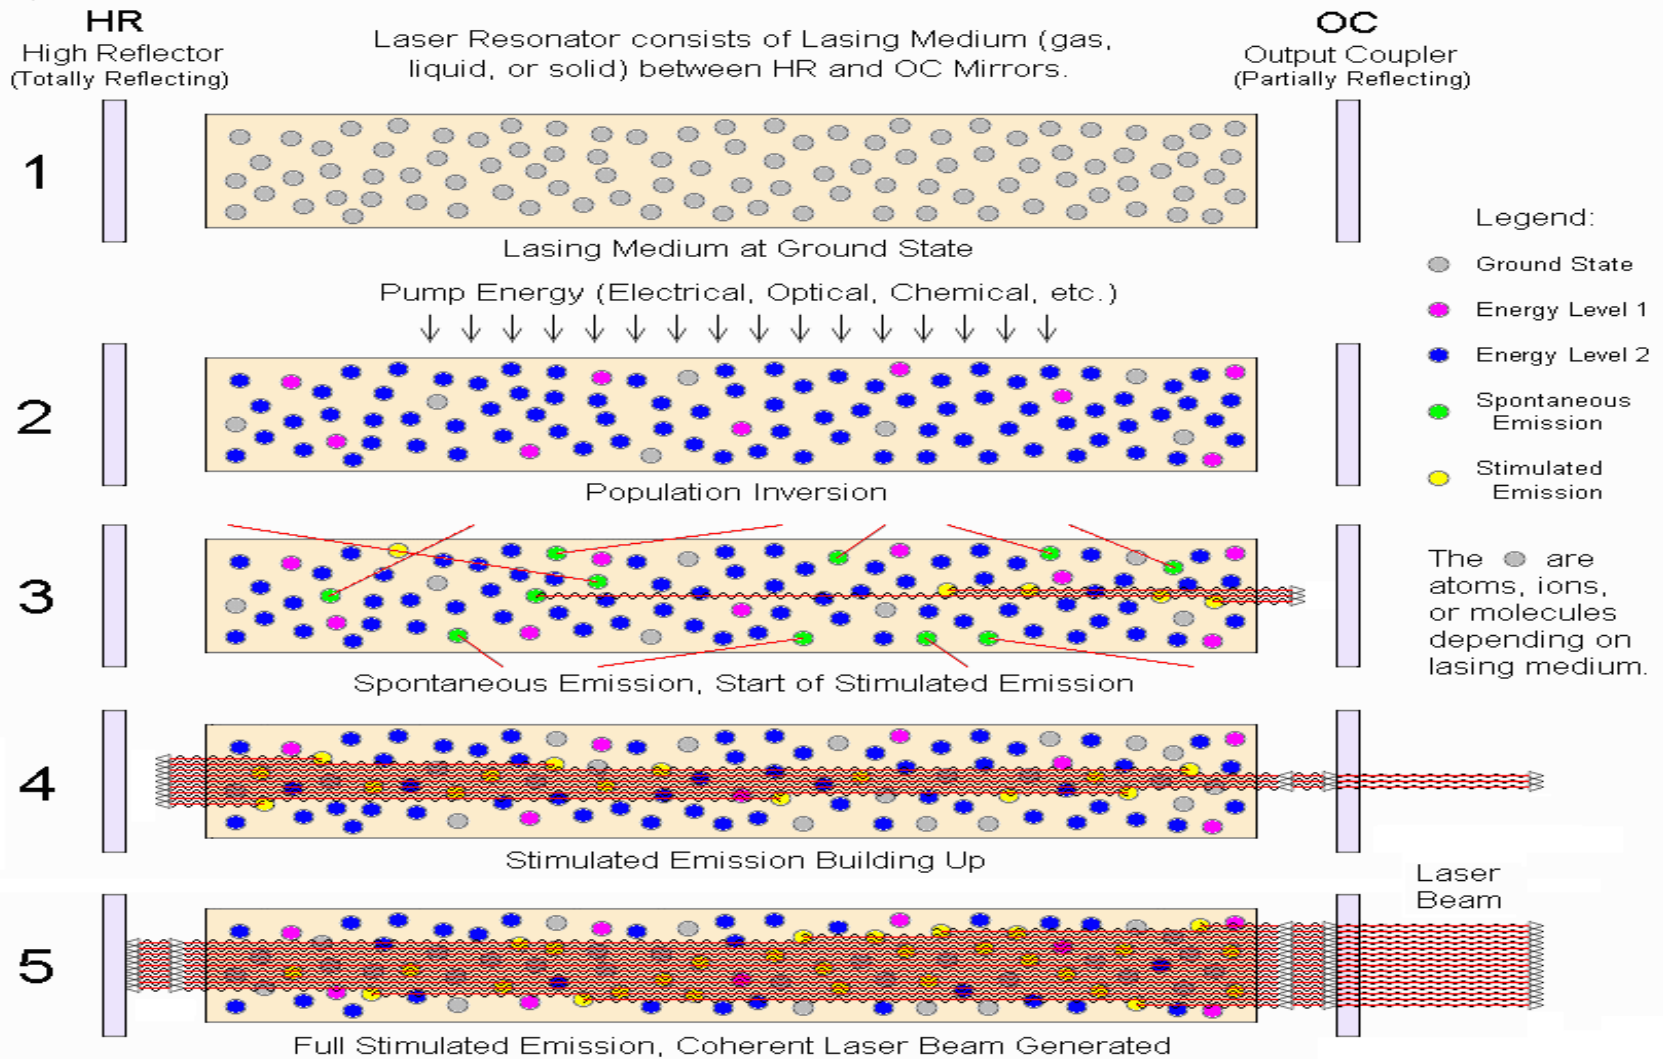 HR
High Reflector
(Totally Reflecting)
Laser Resonator consists of Lasing Medium (gas,
liquid, or solid) between HR and OC Mirrors.
OC
Output Coupler
(Partially Reflecting)
1
Lasing Medium at Ground State
Pump Energy (Electrical, Optical, Chemical, etc.)
2
Population Inversion
3
Spontaneous Emission, Start of Stimulated Emission
4
Stimulated Emission Building Up
5
Laser
Beam
Full Stimulated Emission, Coherent Laser Beam Generated
Legend:
Ground State
Energy Level 1
Energy Level 2
Spontaneous
Emission
Stimulated
Emission
The are
atoms, ions,
or molecules
depending on
lasing medium.